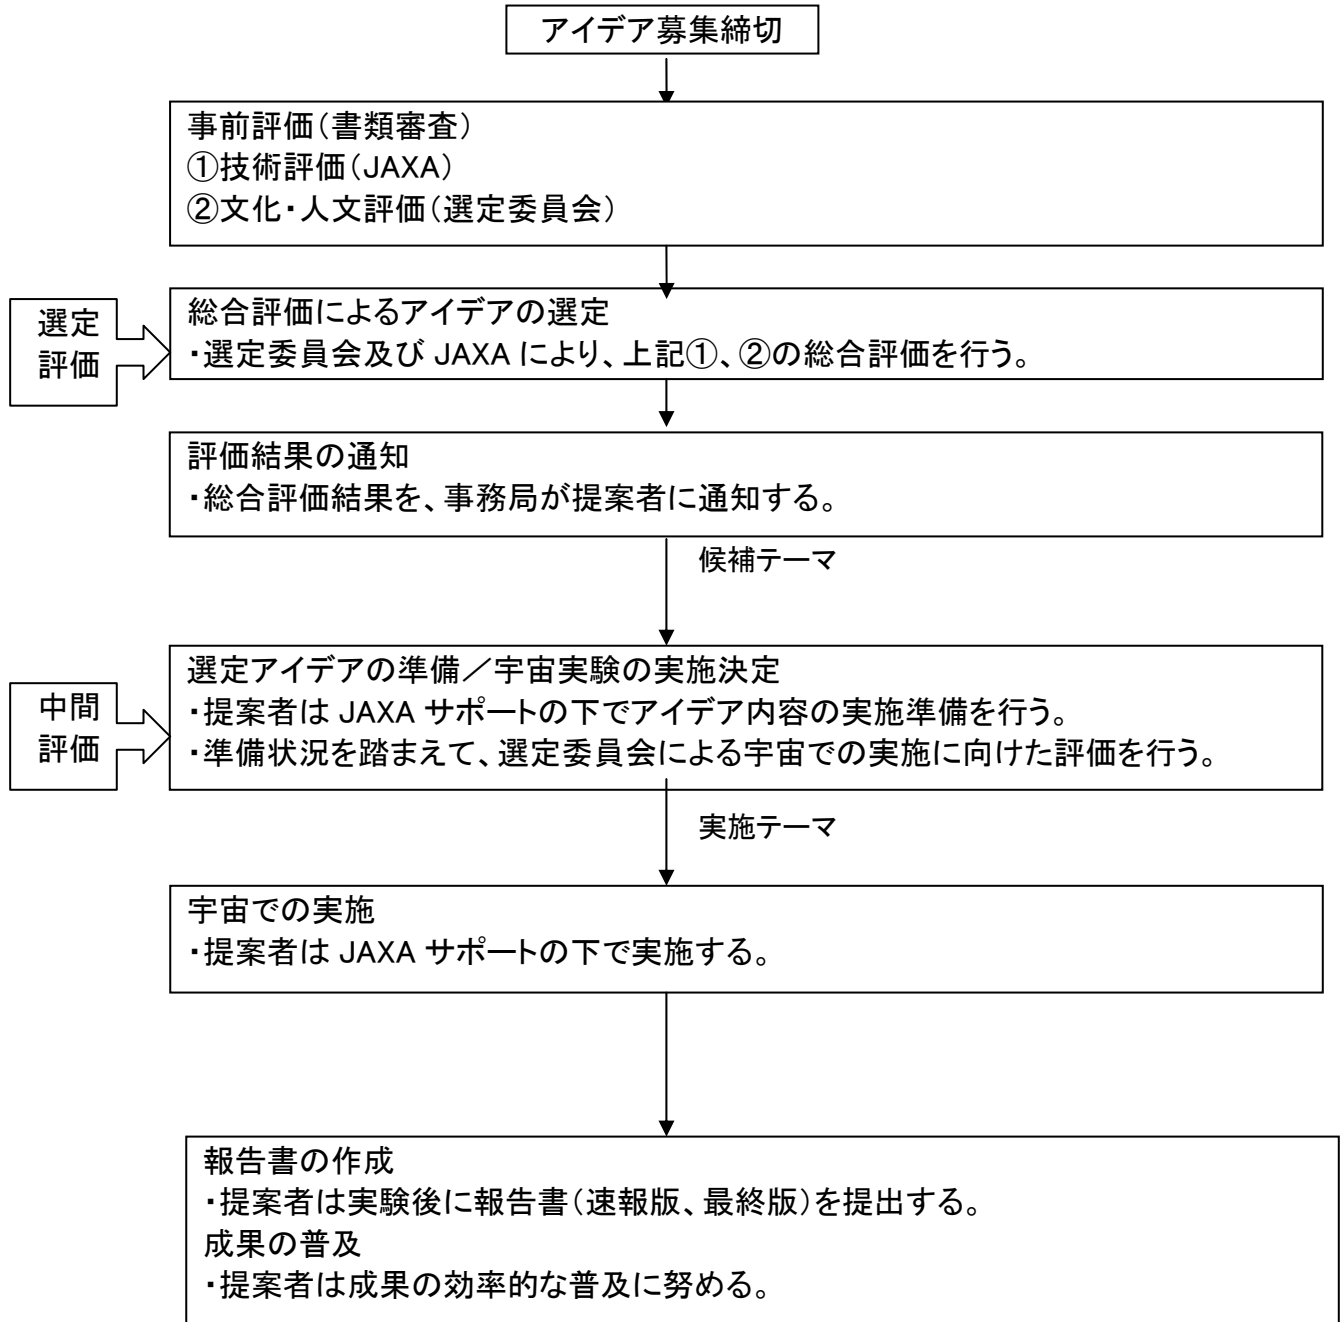 アイデア募集締切
事前評価(書類審査)
①技術評価(JAXA)
②文化・人文評価(選定委員会)
選定
評価
総合評価によるアイデアの選定
・選定委員会及び JAXA により、上記①、②の総合評価を行う。
評価結果の通知
・総合評価結果を、事務局が提案者に通知する。
候補テーマ
中間
評価
選定アイデアの準備／宇宙実験の実施決定
・提案者は JAXA サポートの下でアイデア内容の実施準備を行う。
・準備状況を踏まえて、選定委員会による宇宙での実施に向けた評価を行う。
実施テーマ
宇宙での実施
・提案者は JAXA サポートの下で実施する。
報告書の作成
・提案者は実験後に報告書(速報版、最終版)を提出する。
成果の普及
・提案者は成果の効率的な普及に努める。